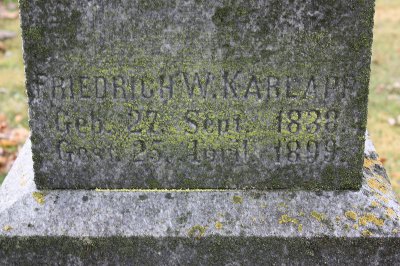 FRIEDRICH W. KARLAPP
Geb. 27. Sept. 1838.
Gest. 25. April. 1899.